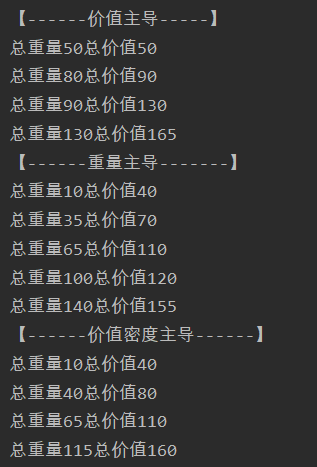 【------价值主导-----】
总重量50总价值50
总重量80总价值90
总重量90总价值130
总重量130总价值165
【------重量主导-------】
总重量10总价值40
总重量35总价值70
总重量65总价值110
总重量100总价值120
总重量140总价值155
【------价值密度主导------】
总重量10总价值40
总重量40总价值80
总重量65总价值110
总重量115总价值160